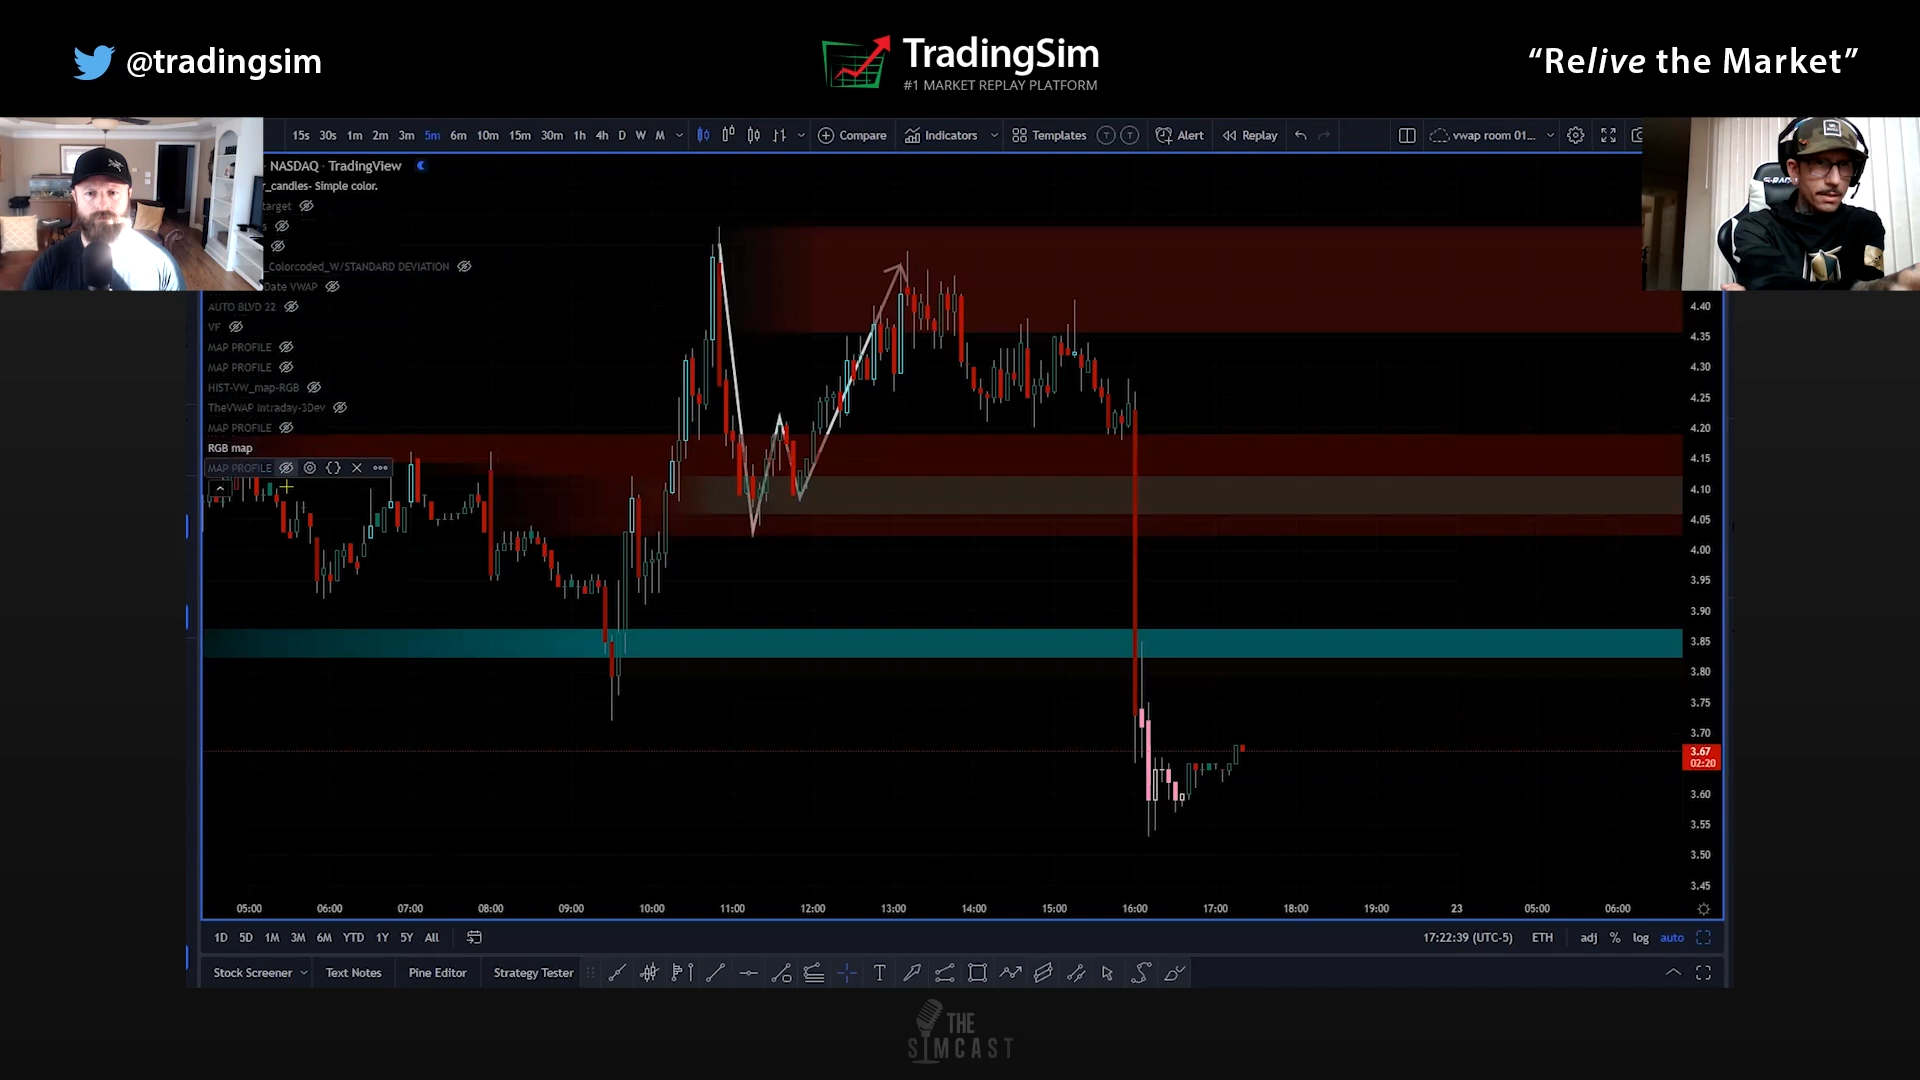 @tradingsim
TradingSim
#1 MARKET REPLAY PLATFORM
“Relive the Market”
15s 30s 1m 2m 3m 5m 6m 10m 15m 30m 1h 4h D W M
Compare
Indicators
Templates
T T
Alert
Replay
vwap room 01...
NASDAQ · TradingView
r_candles- Simple color.
target
s
_Colorcoded_W/STANDARD DEVIATION
Date VWAP
AUTO BLVD 22
VF
MAP PROFILE
MAP PROFILE
HIST-VW_map-RGB
TheVWAP Intraday-3Dev
MAP PROFILE
RGB map
MAP PROFILE
4.40
4.35
4.30
4.25
4.20
4.15
4.10
4.05
4.00
3.95
3.90
3.85
3.80
3.75
3.70
3.67
02:20
3.60
3.55
3.50
3.45
05:00 06:00 07:00 08:00 09:00 10:00 11:00 12:00 13:00 14:00 15:00 16:00 17:00 18:00 19:00 23 05:00 06:00
1D 5D 1M 3M 6M YTD 1Y 5Y All
17:22:39 (UTC-5) ETH adj % log auto
Stock Screener Text Notes Pine Editor Strategy Tester
T
THE
SIMCAST